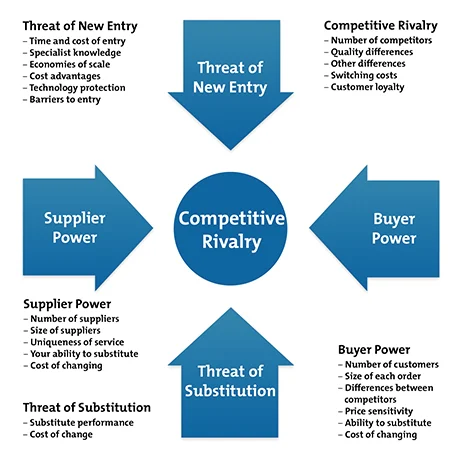 Threat of New Entry
– Time and cost of entry
– Specialist knowledge
– Economies of scale
– Cost advantages
– Technology protection
– Barriers to entry
Threat of
New Entry
Competitive Rivalry
– Number of competitors
– Quality differences
– Other differences
– Switching costs
– Customer loyalty
Supplier
Power
Competitive
Rivalry
Buyer
Power
Supplier Power
– Number of suppliers
– Size of suppliers
– Uniqueness of service
– Your ability to substitute
– Cost of changing
Threat of Substitution
– Substitute performance
– Cost of change
Threat of
Substitution
Buyer Power
– Number of customers
– Size of each order
– Differences between
competitors
– Price sensitivity
– Ability to substitute
– Cost of changing